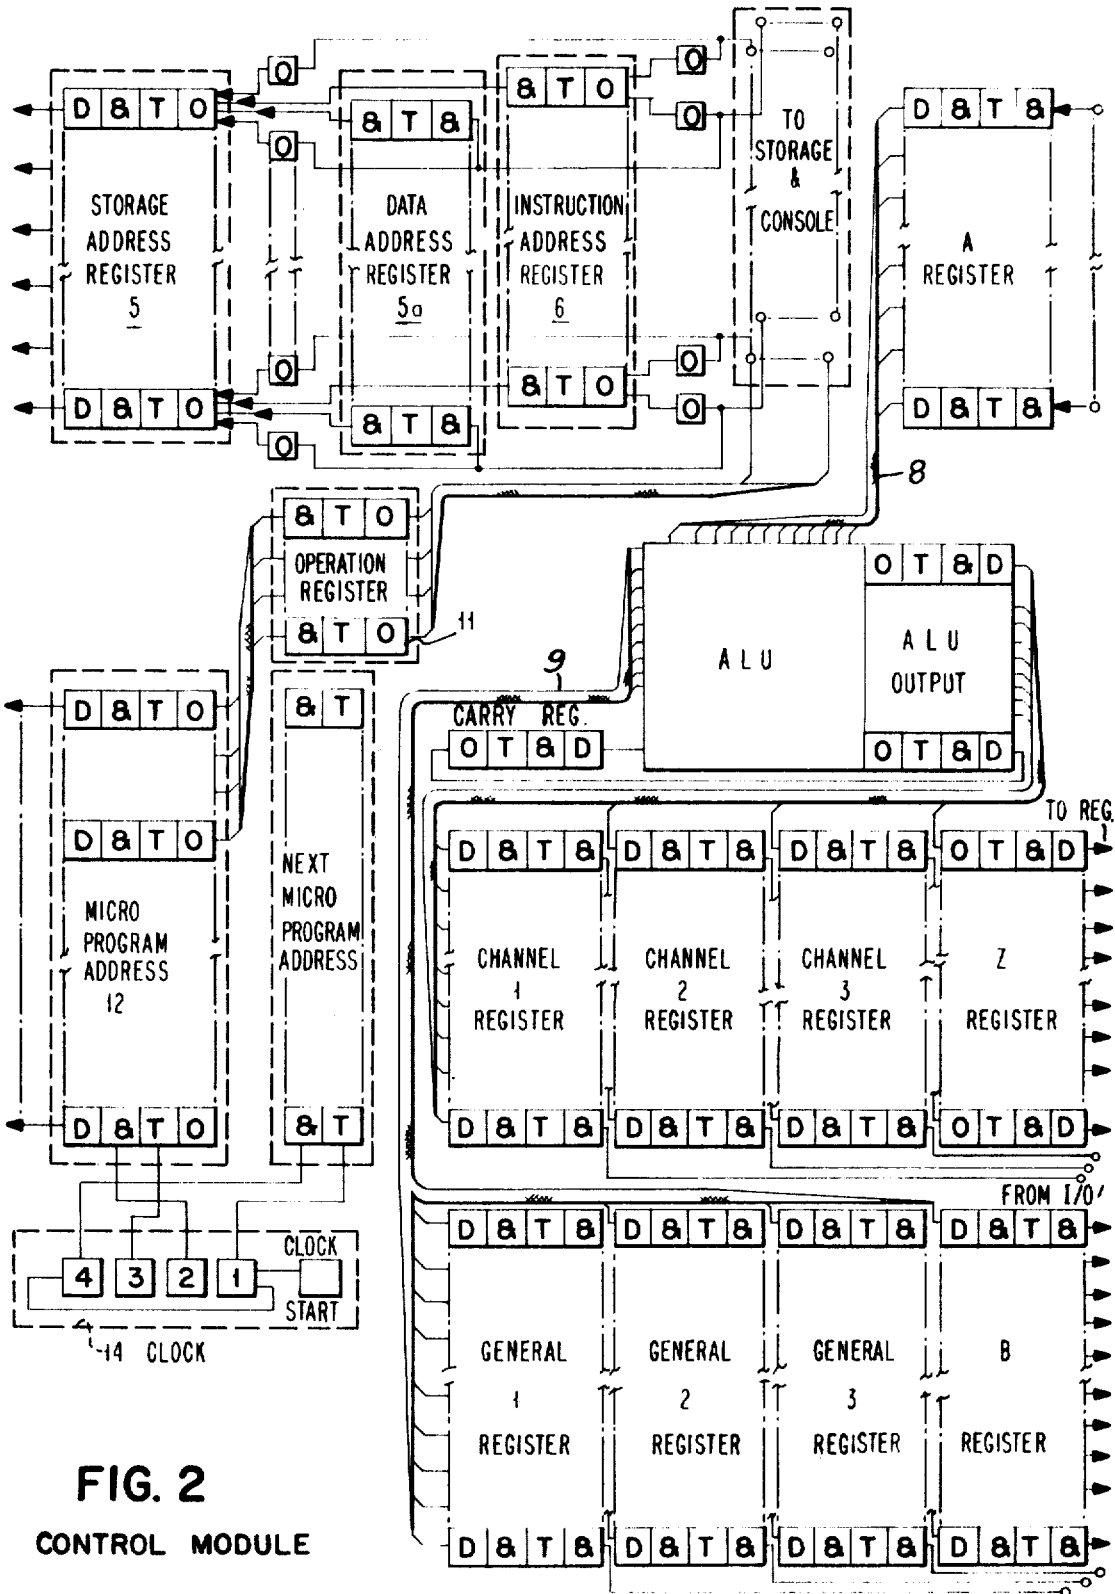 O
O
D & T O
& T &
& T O
O
O
TO
STORAGE
&
CONSOLE
D & T &
STORAGE
ADDRESS
REGISTER
5
DATA
ADDRESS
REGISTER
5a
INSTRUCTION
ADDRESS
REGISTER
6
A
REGISTER
O
O
D & T O
& T &
& T O
O
O
D & T &
8
& T O
OPERATION
REGISTER
& T O
11
O T & D
ALU
ALU
OUTPUT
O T & D
9
CARRY REG.
O T & D
D & T O
D & T O
MICRO
PROGRAM
ADDRESS
12
D & T O
& T
NEXT
MICRO
PROGRAM
ADDRESS
& T
TO REG.
D & T &
D & T &
D & T &
O T & D
CHANNEL
1
REGISTER
CHANNEL
2
REGISTER
CHANNEL
3
REGISTER
Z
REGISTER
D & T &
D & T &
D & T &
O T & D
FROM I/O
4
3
2
1
CLOCK
START
14 CLOCK
D & T &
D & T &
D & T &
D & T &
GENERAL
1
REGISTER
GENERAL
2
REGISTER
GENERAL
3
REGISTER
B
REGISTER
D & T &
D & T &
D & T &
D & T &
FIG. 2
CONTROL MODULE